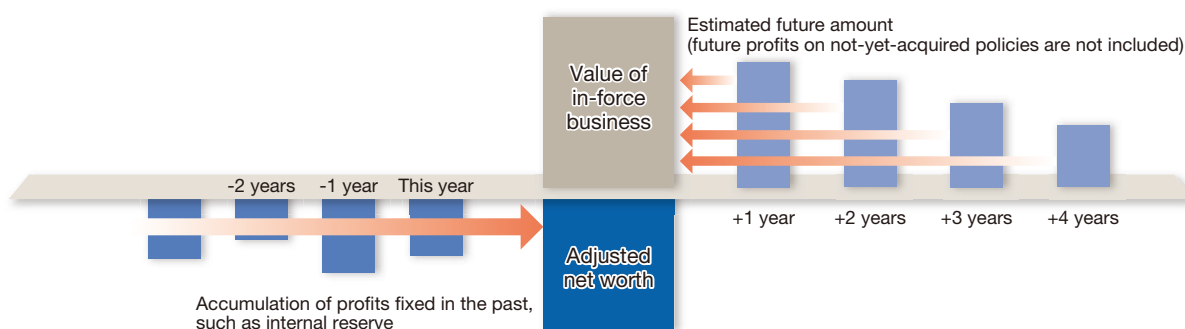 Estimated future amount
(future profits on not-yet-acquired policies are not included)
Value of
in-force
business
-2 years
-1 year
This year
+1 year
+2 years
+3 years
+4 years
Adjusted
net worth
Accumulation of profits fixed in the past,
such as internal reserve